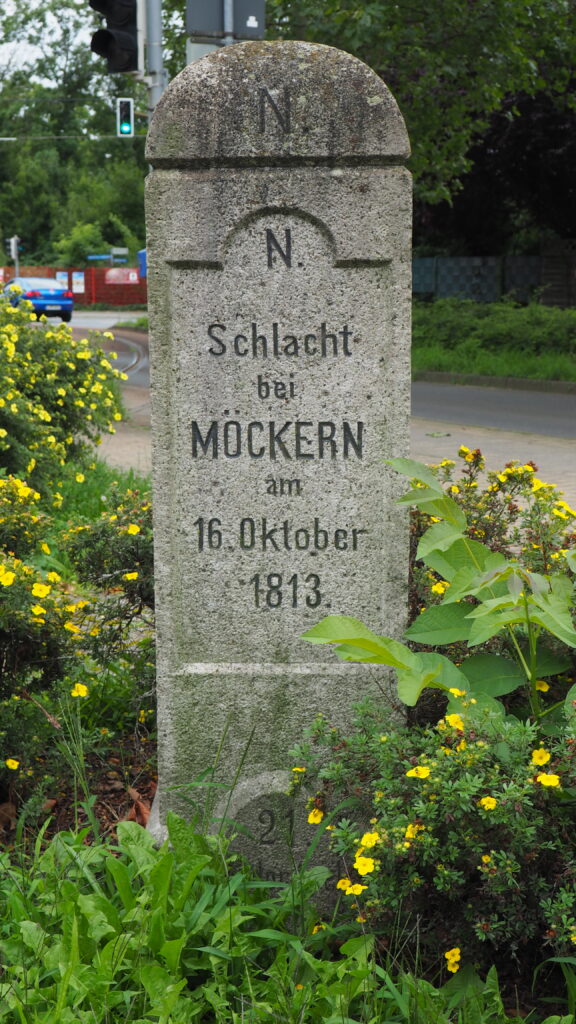 N.
N.
Schlacht
bei
MÖCKERN
am
16. Oktober
1813.
21